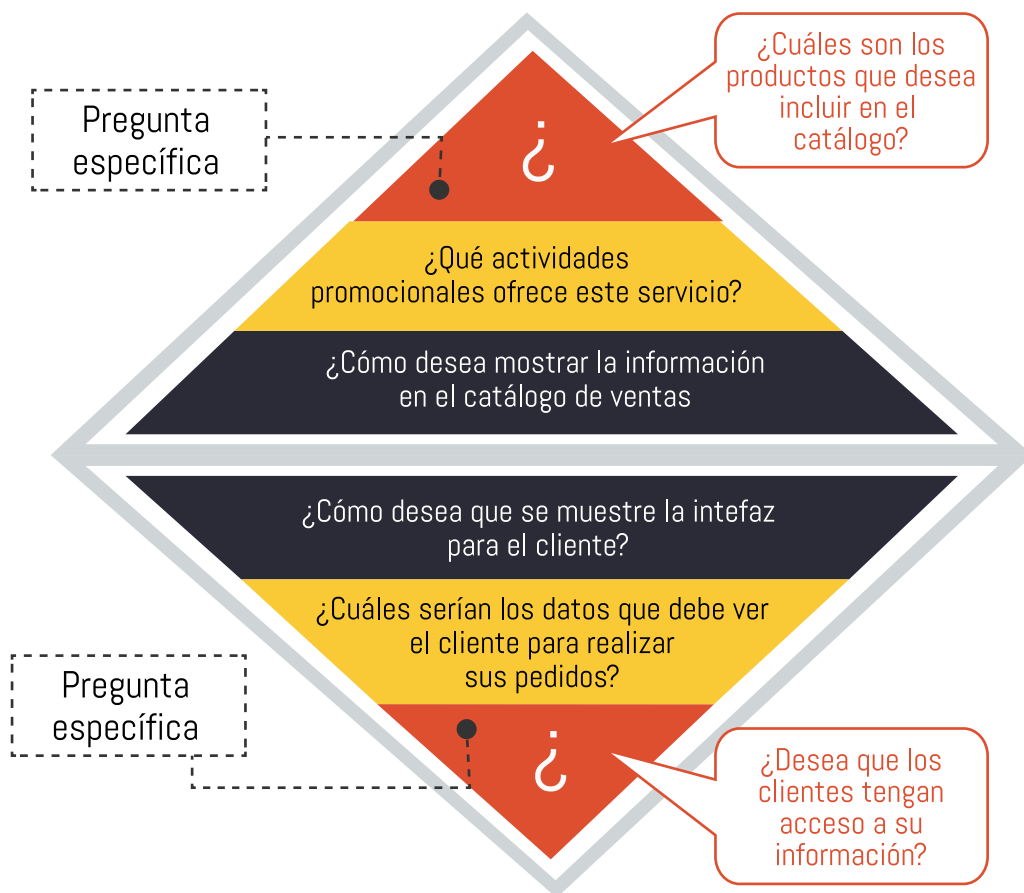 ¿Cuáles son los
productos que desea
incluir en el
catálogo?
Pregunta
específica
¿
¿Qué actividades
promocionales ofrece este servicio?
¿Cómo desea mostrar la información
en el catálogo de ventas
¿Cómo desea que se muestre la intefaz
para el cliente?
¿Cuáles serían los datos que debe ver
el cliente para realizar
sus pedidos?
Pregunta
específica
¿
¿Desea que los
clientes tengan
acceso a su
información?